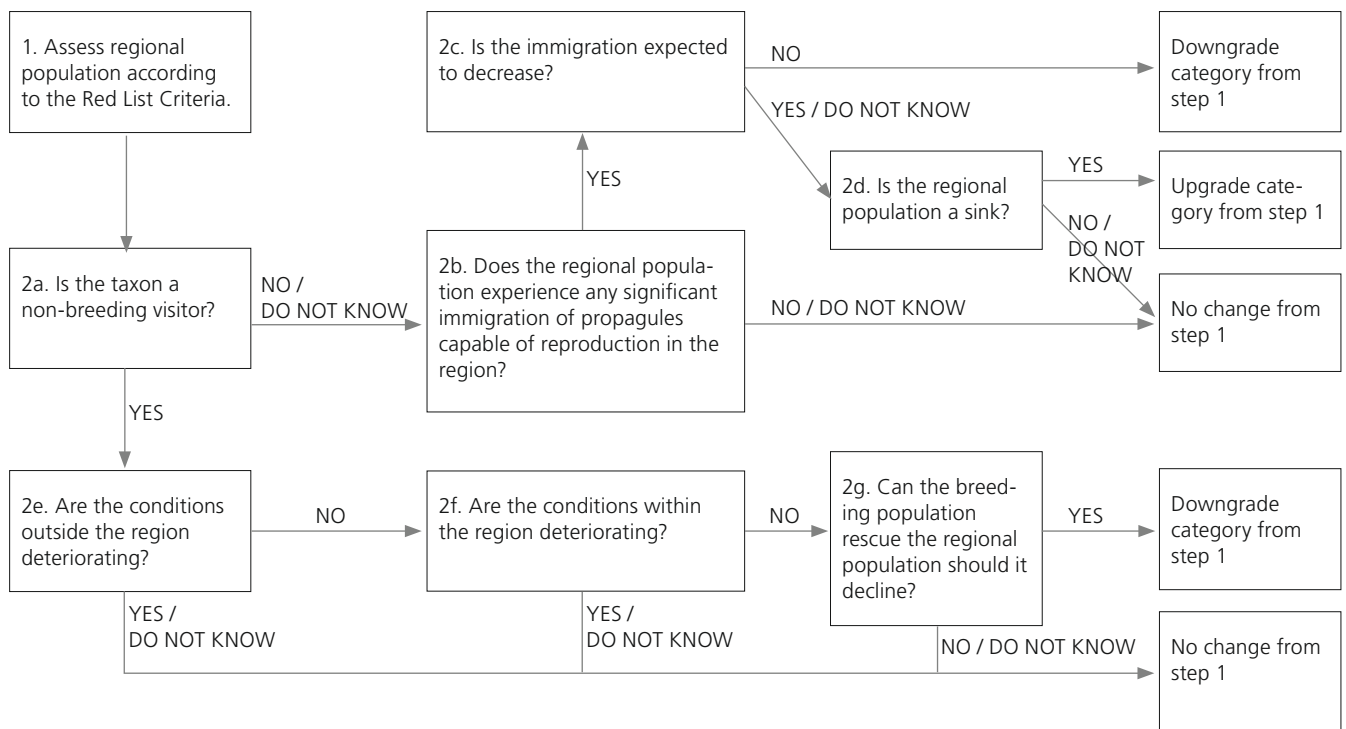 1. Assess regional
population according
to the Red List Criteria.
2c. Is the immigration expected
to decrease?
NO
Downgrade
category from
step 1
YES / DO NOT KNOW
YES
2d. Is the regional
population a sink?
YES
Upgrade cate-
gory from step 1
NO /
DO NOT
KNOW
2a. Is the taxon a
non-breeding visitor?
NO /
DO NOT KNOW
2b. Does the regional popula-
tion experience any significant
immigration of propagules
capable of reproduction in the
region?
NO / DO NOT KNOW
No change from
step 1
YES
2e. Are the conditions
outside the region
deteriorating?
NO
2f. Are the conditions within
the region deteriorating?
NO
2g. Can the breed-
ing population
rescue the regional
population should it
decline?
YES
Downgrade
category from
step 1
YES /
DO NOT KNOW
YES /
DO NOT KNOW
NO / DO NOT KNOW
No change from
step 1